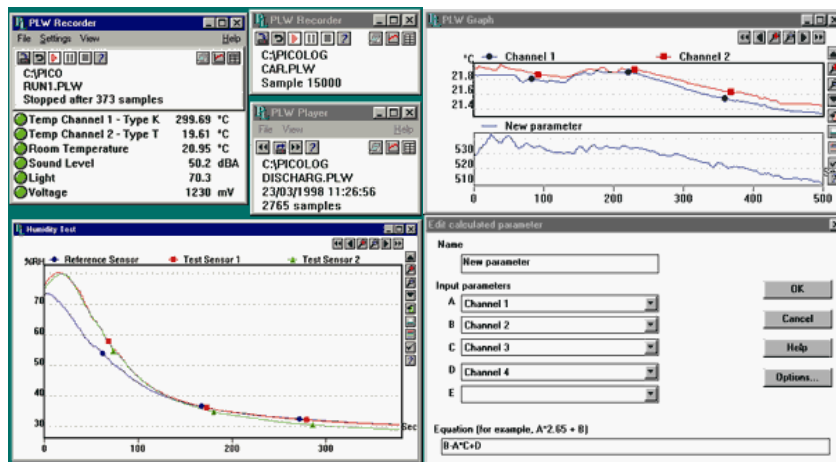 PLW Recorder
File Settings View Help
C:\PICO
RUN1.PLW
Stopped after 373 samples
Temp Channel 1 - Type K 299.69 °C
Temp Channel 2 - Type T 19.61 °C
Room Temperature 20.95 °C
Sound Level 50.2 dBA
Light 70.3
Voltage 1230 mV
PLW Recorder
C:\PICOLOG
CAR.PLW
Sample 15000
PLW Player
File View Help
C:\PICOLOG
DISCHARG.PLW
23/03/1998 11:26:56
2765 samples
PLW Graph
°C Channel 1 Channel 2
21.8
21.6
21.4
New parameter
530
520
510
0 100 200 300 400 500
Humidity Test
%RH Reference Sensor Test Sensor 1 Test Sensor 2
70
60
50
40
30
Sec
0 100 200
Edit calculated parameter
Name
New parameter
Input parameters
A Channel 1
B Channel 2
C Channel 3
D Channel 4
E
OK
Cancel
Help
Options...
Equation (for example, A*2.65 + B)
B-A*C+D